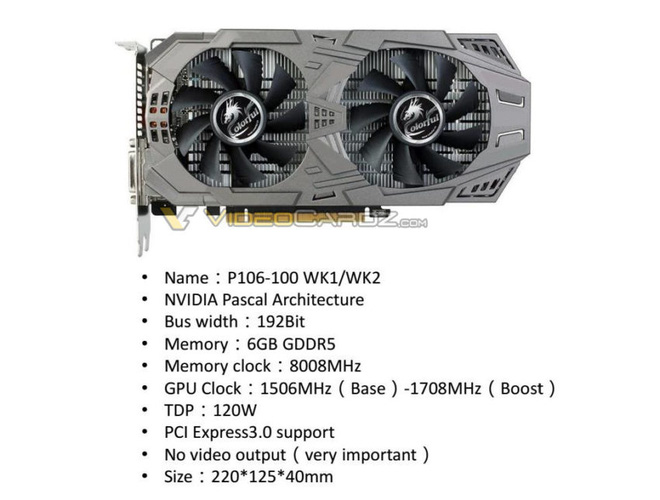 Colorful
Colorful
VIDEOCARDZ.COM
• Name：P106-100 WK1/WK2
• NVIDIA Pascal Architecture
• Bus width：192Bit
• Memory：6GB GDDR5
• Memory clock：8008MHz
• GPU Clock：1506MHz（Base）-1708MHz（Boost）
• TDP：120W
• PCI Express3.0 support
• No video output（very important）
• Size：220*125*40mm